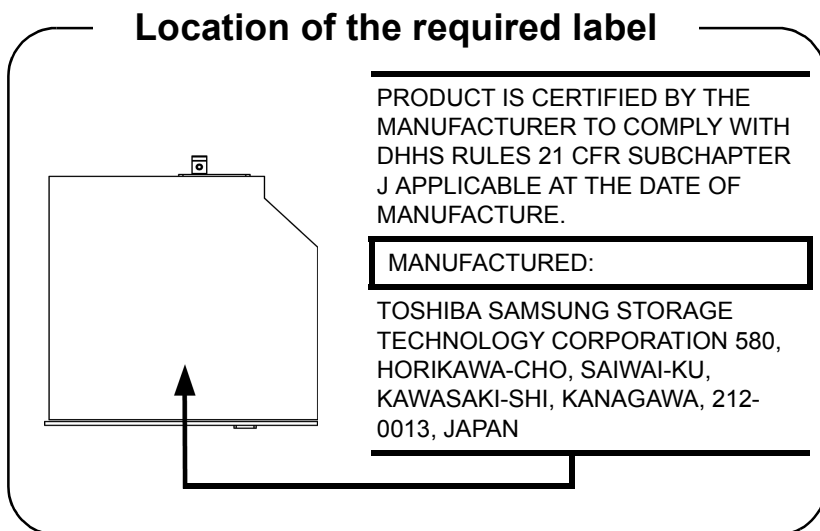 Location of the required label
PRODUCT IS CERTIFIED BY THE
MANUFACTURER TO COMPLY WITH
DHHS RULES 21 CFR SUBCHAPTER
J APPLICABLE AT THE DATE OF
MANUFACTURE.
MANUFACTURED:
TOSHIBA SAMSUNG STORAGE
TECHNOLOGY CORPORATION 580,
HORIKAWA-CHO, SAIWAI-KU,
KAWASAKI-SHI, KANAGAWA, 212-
0013, JAPAN